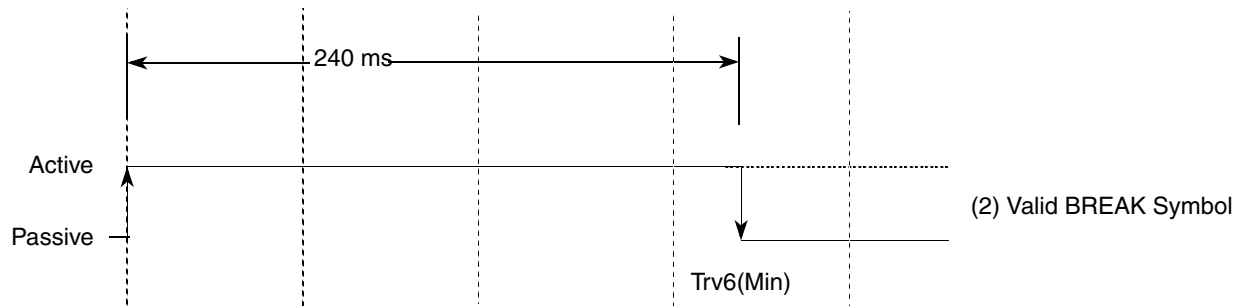 240 ms
Active
Passive
(2) Valid BREAK Symbol
Trv6(Min)